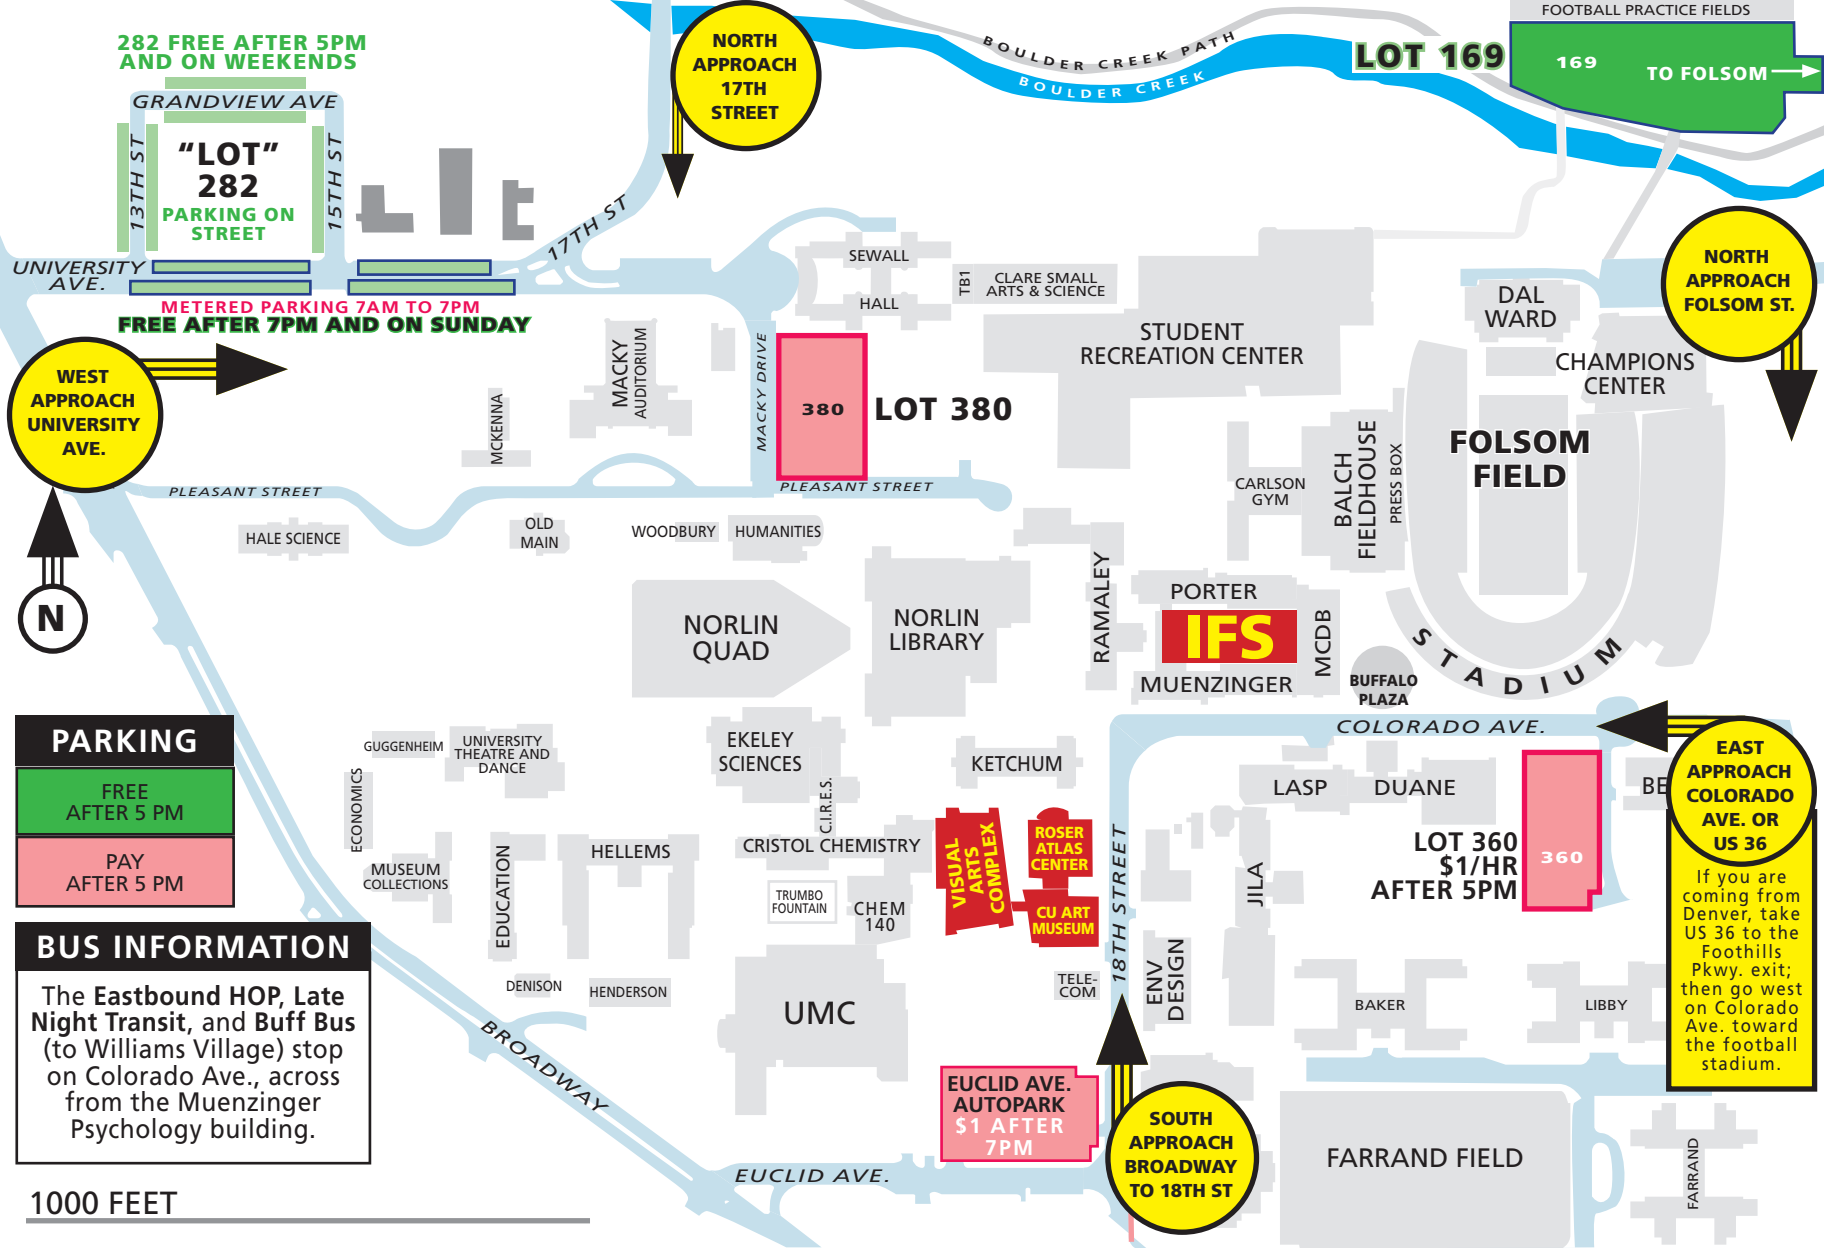 FOOTBALL PRACTICE FIELDS
282 FREE AFTER 5PM
AND ON WEEKENDS
GRANDVIEW AVE
13TH ST
15TH ST
"LOT"
282
PARKING ON
STREET
UNIVERSITY
AVE.
METERED PARKING 7AM TO 7PM
FREE AFTER 7PM AND ON SUNDAY
17TH ST
NORTH
APPROACH
17TH
STREET
BOULDER CREEK PATH
BOULDER CREEK
LOT 169
169
TO FOLSOM
NORTH
APPROACH
FOLSOM ST.
WEST
APPROACH
UNIVERSITY
AVE.
N
SEWALL
HALL
TB1
CLARE SMALL
ARTS & SCIENCE
STUDENT
RECREATION CENTER
DAL
WARD
CHAMPIONS
CENTER
MACKY
AUDITORIUM
MCKENNA
MACKY DRIVE
380
LOT 380
PLEASANT STREET
PLEASANT STREET
CARLSON
GYM
BALCH
FIELDHOUSE
PRESS BOX
FOLSOM
FIELD
STADIUM
HALE SCIENCE
OLD
MAIN
WOODBURY
HUMANITIES
NORLIN
QUAD
NORLIN
LIBRARY
RAMALEY
PORTER
IFS
MUENZINGER
MCDB
BUFFALO
PLAZA
COLORADO AVE.
PARKING
FREE
AFTER 5 PM
PAY
AFTER 5 PM
GUGGENHEIM
UNIVERSITY
THEATRE AND
DANCE
ECONOMICS
MUSEUM
COLLECTIONS
EDUCATION
HELLEMS
EKELEY
SCIENCES
C.I.R.E.S.
CRISTOL CHEMISTRY
TRUMBO
FOUNTAIN
CHEM
140
KETCHUM
VISUAL
ARTS
COMPLEX
ROSER
ATLAS
CENTER
CU ART
MUSEUM
18TH STREET
LASP
DUANE
JILA
LOT 360
$1/HR
AFTER 5PM
360
BE
EAST
APPROACH
COLORADO
AVE. OR
US 36
If you are
coming from
Denver, take
US 36 to the
Foothills
Pkwy. exit;
then go west
on Colorado
Ave. toward
the football
stadium.
BUS INFORMATION
The Eastbound HOP, Late
Night Transit, and Buff Bus
(to Williams Village) stop
on Colorado Ave., across
from the Muenzinger
Psychology building.
DENISON
HENDERSON
BROADWAY
UMC
TELE-
COM
ENV
DESIGN
BAKER
LIBBY
EUCLID AVE.
AUTOPARK
$1 AFTER
7PM
SOUTH
APPROACH
BROADWAY
TO 18TH ST
EUCLID AVE.
FARRAND FIELD
FARRAND
1000 FEET